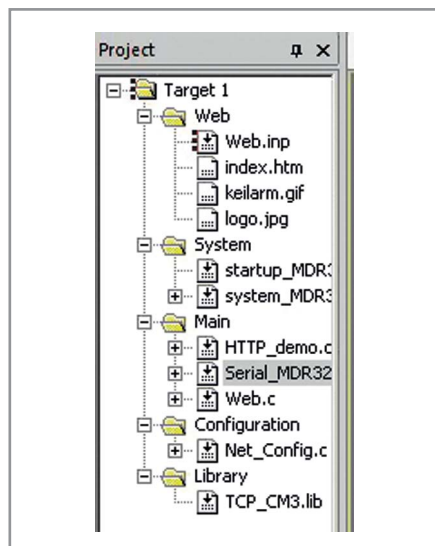 Project
Target 1
Web
Web.inp
index.htm
keilarm.gif
logo.jpg
System
startup_MDR3
system_MDR3
Main
HTTP_demo.c
Serial_MDR32
Web.c
Configuration
Net_Config.c
Library
TCP_CM3.lib